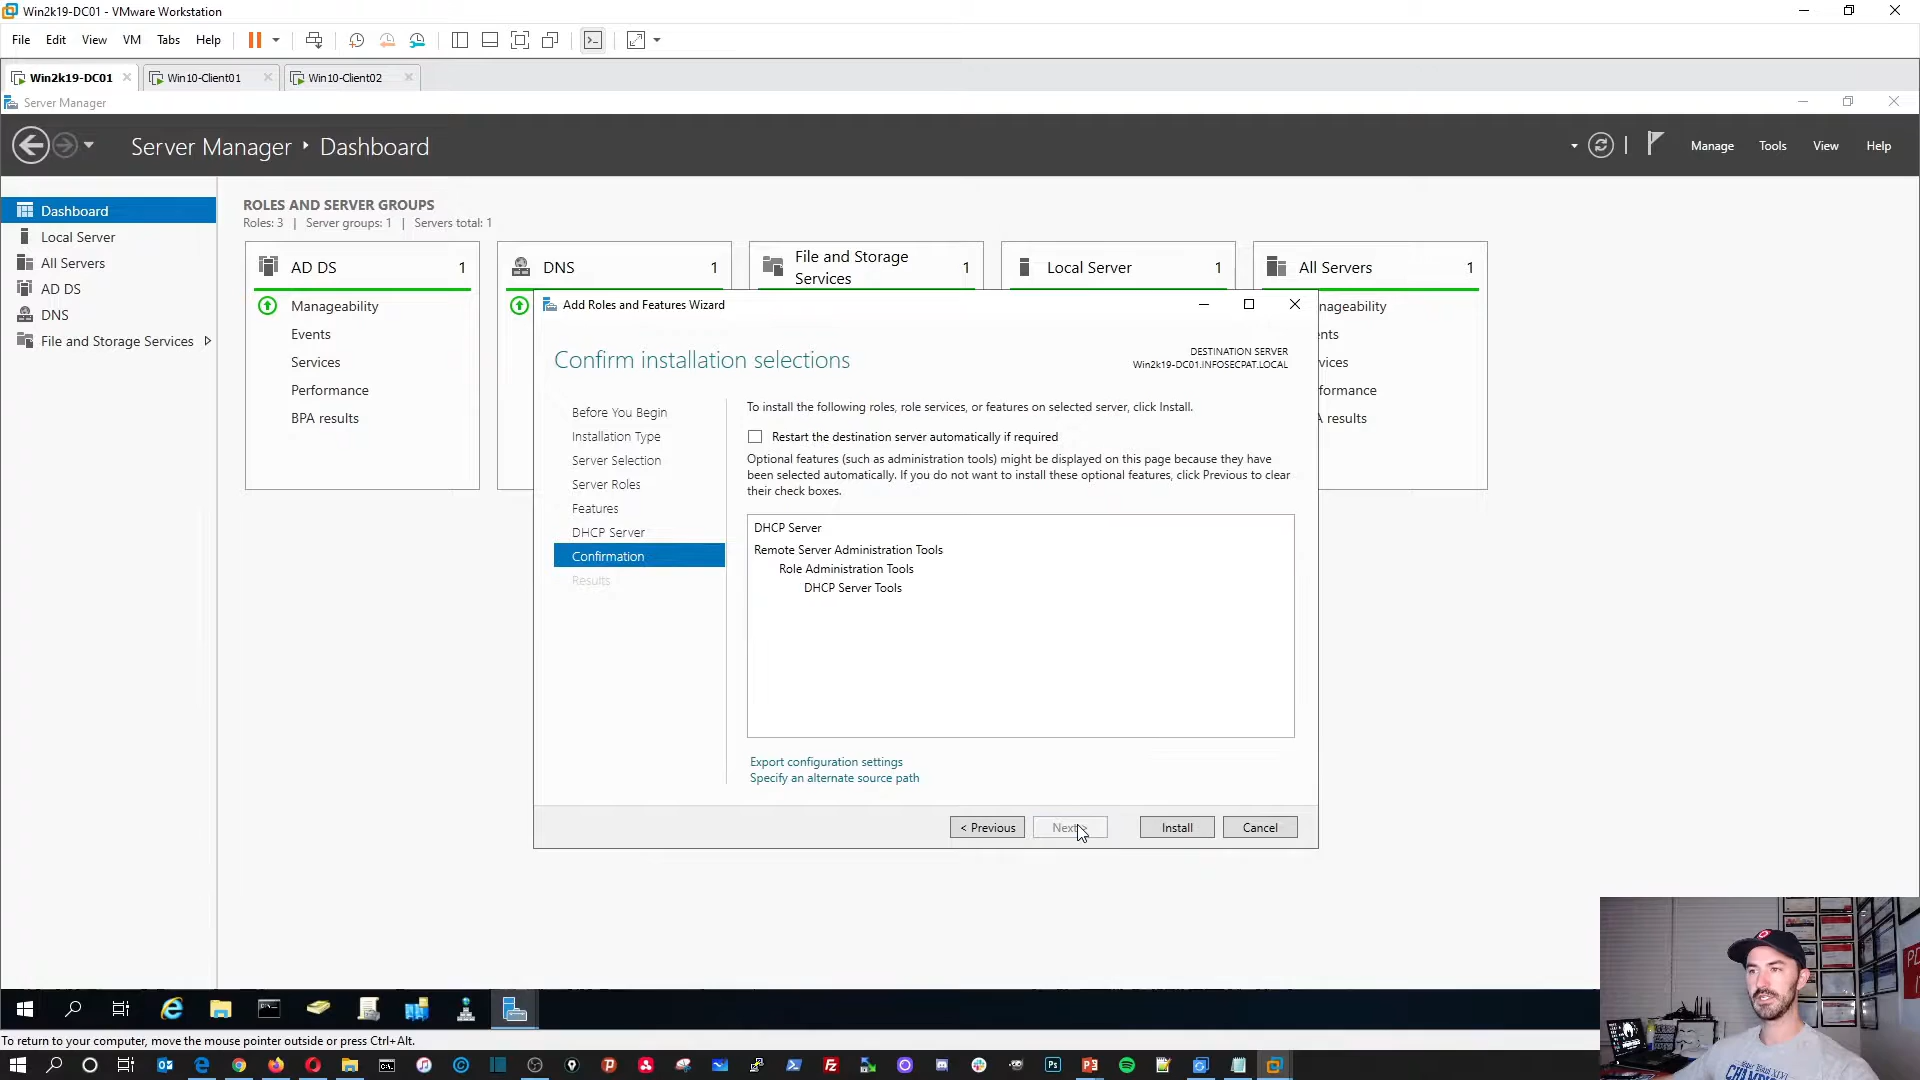 Win2k19-DC01 - VMware Workstation
File Edit View VM Tabs Help
Win2k19-DC01 Win10-Client01 Win10-Client02
Server Manager
Server Manager Dashboard
Manage Tools View Help
Dashboard
Local Server
All Servers
AD DS
DNS
File and Storage Services
ROLES AND SERVER GROUPS
Roles: 3 | Server groups: 1 | Servers total: 1
AD DS 1
Manageability
Events
Services
Performance
BPA results
DNS 1
File and Storage
Services
1
Local Server 1
All Servers 1
nageability
ents
vices
formance
A results
Add Roles and Features Wizard
Confirm installation selections
DESTINATION SERVER
Win2k19-DC01.INFOSECPAT.LOCAL
Before You Begin
Installation Type
Server Selection
Server Roles
Features
DHCP Server
Confirmation
Results
To install the following roles, role services, or features on selected server, click Install.
Restart the destination server automatically if required
Optional features (such as administration tools) might be displayed on this page because they have
been selected automatically. If you do not want to install these optional features, click Previous to clear
their check boxes.
DHCP Server
Remote Server Administration Tools
Role Administration Tools
DHCP Server Tools
Export configuration settings
Specify an alternate source path
< Previous Next > Install Cancel
To return to your computer, move the mouse pointer outside or press Ctrl+Alt.